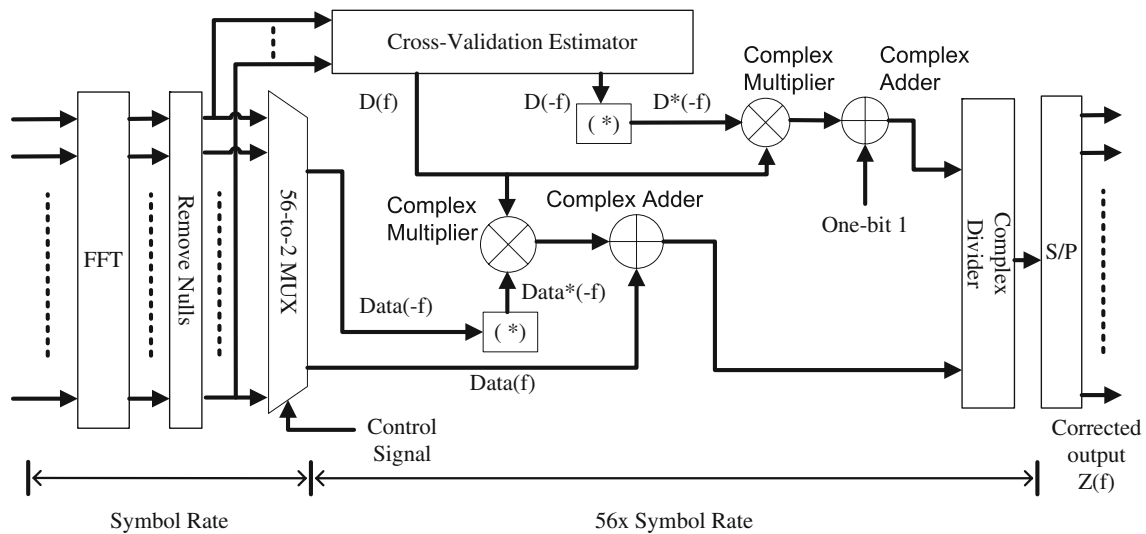 Cross-Validation Estimator
Complex
Multiplier
Complex
Adder
D(f)
D(-f)
D*(-f)
( *)
FFT
Remove Nulls
56-to-2 MUX
Complex
Multiplier
Complex Adder
One-bit 1
Complex
Divider
S/P
Data*(-f)
Data(-f)
( *)
Data(f)
Control
Signal
Corrected
output
Z(f)
Symbol Rate
56x Symbol Rate